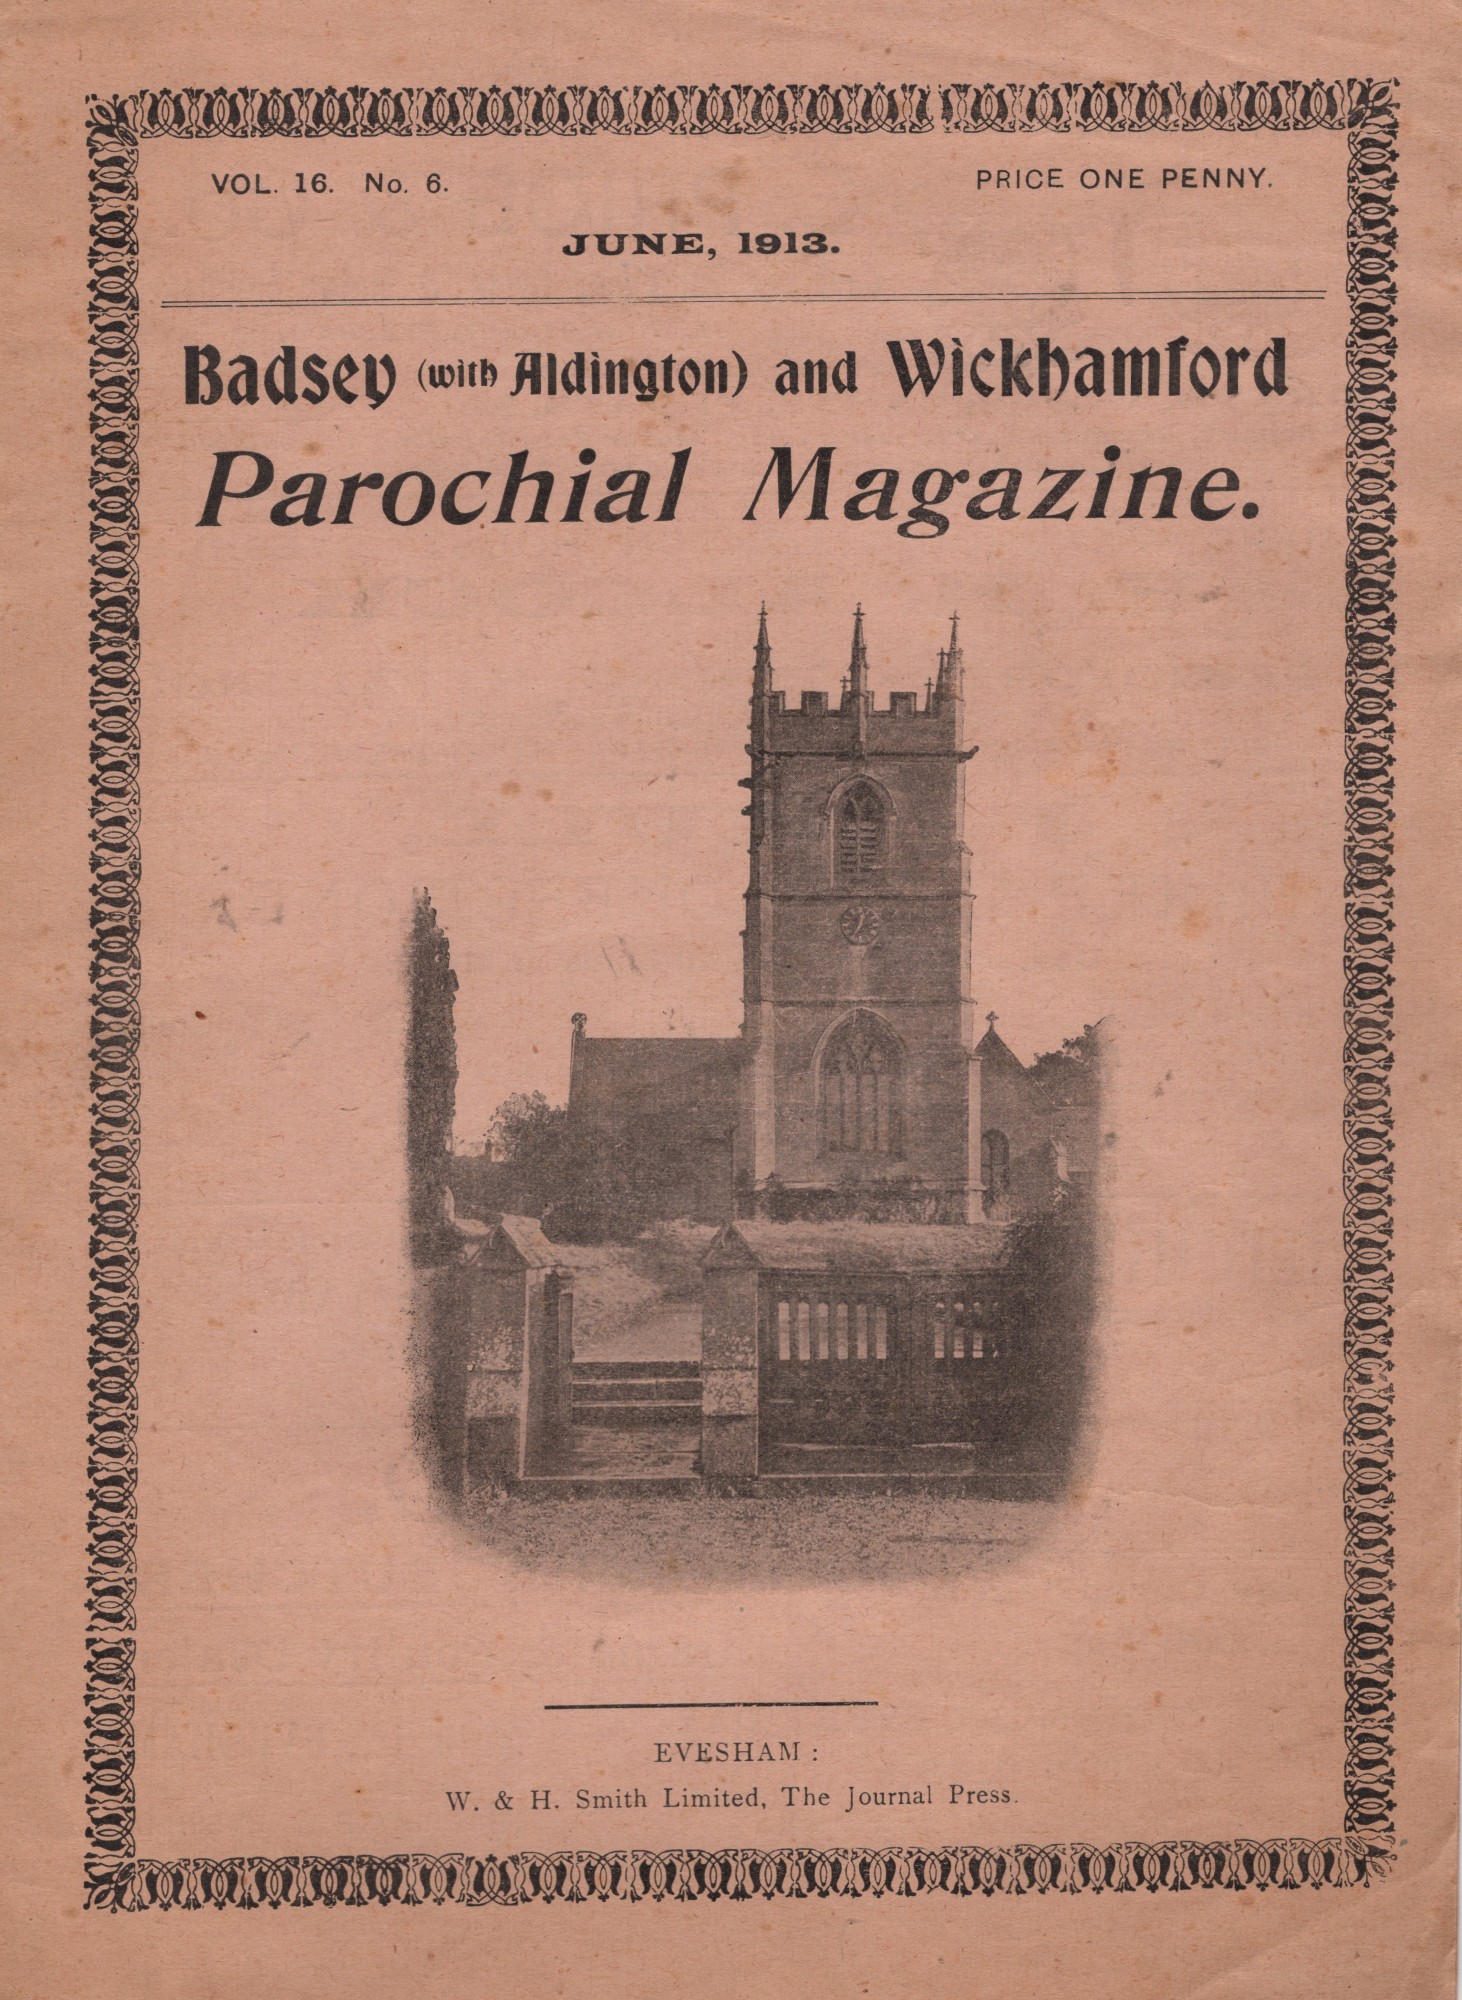 VOL. 16. No. 6.
PRICE ONE PENNY.
JUNE, 1913.
Badsey (with Aldington) and Wickhamford
Parochial Magazine.
EVESHAM :
W. & H. Smith Limited, The Journal Press.